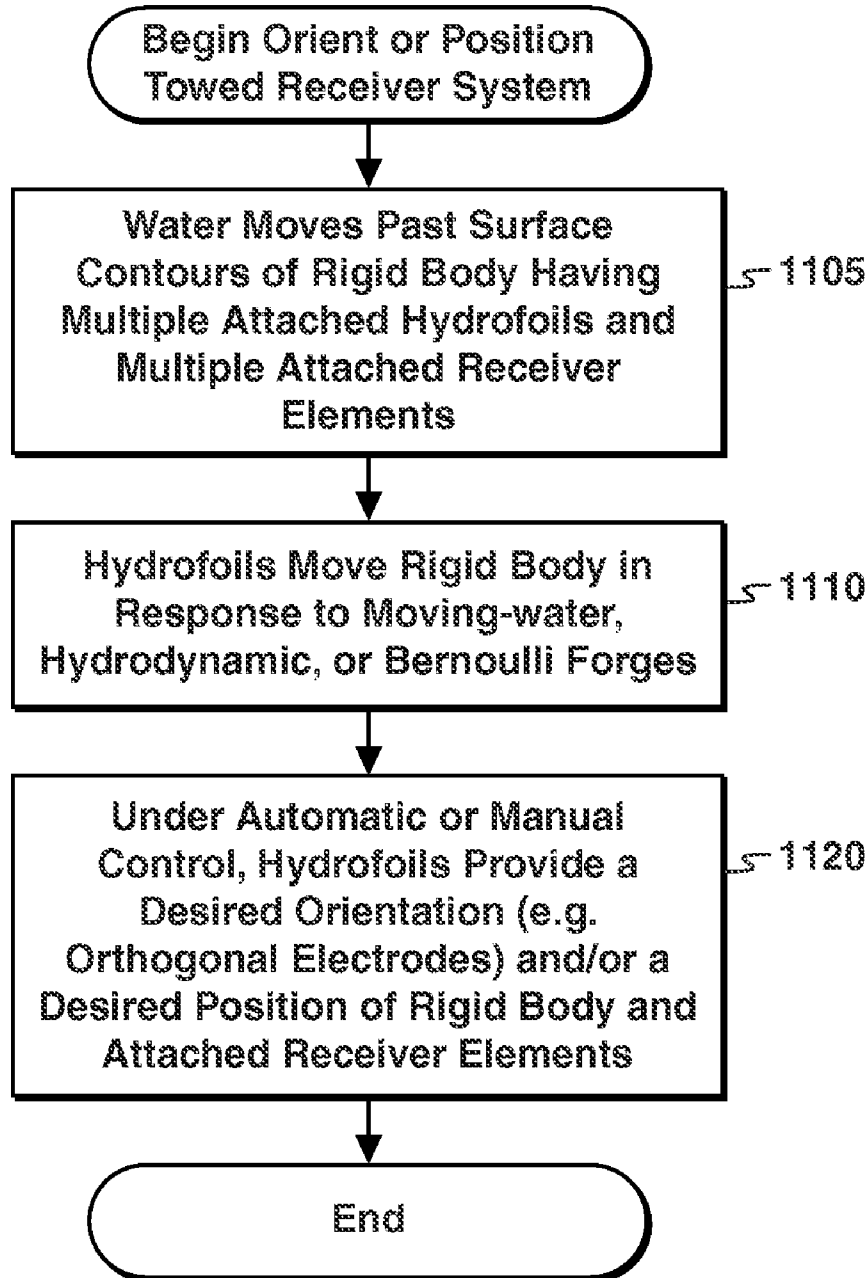 Begin Orient or Position
Towed Receiver System
Water Moves Past Surface
Contours of Rigid Body Having
Multiple Attached Hydrofoils and
Multiple Attached Receiver
Elements
1105
Hydrofoils Move Rigid Body in
Response to Moving-water,
Hydrodynamic, or Bernoulli Forges
1110
Under Automatic or Manual
Control, Hydrofoils Provide a
Desired Orientation (e.g.
Orthogonal Electrodes) and/or a
Desired Position of Rigid Body and
Attached Receiver Elements
1120
End